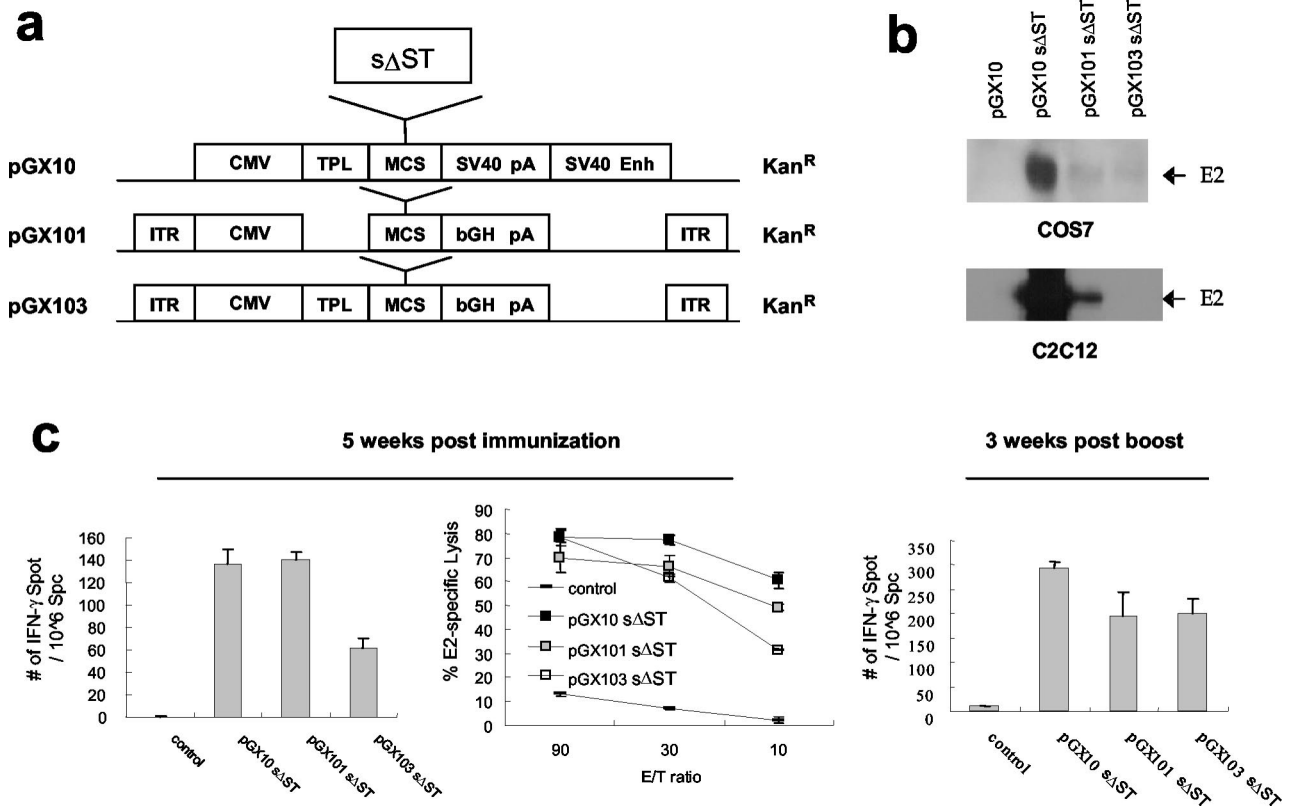 a
sΔST
pGX10 CMV TPL MCS SV40 pA SV40 Enh Kan^R
pGX101 ITR CMV MCS bGH pA ITR Kan^R
pGX103 ITR CMV TPL MCS bGH pA ITR Kan^R
b
pGX10
pGX10 sΔST
pGX101 sΔST
pGX103 sΔST
E2
COS7
E2
C2C12
c
5 weeks post immunization
# of IFN-γ Spot
/ 10^6 Spc
160
140
120
100
80
60
40
20
0
control
pGX10 sΔST
pGX101 sΔST
pGX103 sΔST
% E2-specific Lysis
90
80
70
60
50
40
30
20
10
0
control
pGX10 sΔST
pGX101 sΔST
pGX103 sΔST
90 30 10
E/T ratio
3 weeks post boost
# of IFN-γ Spot
/ 10^6 Spc
350
300
250
200
150
100
50
0
control
pGX10 sΔST
pGX101 sΔST
pGX103 sΔST